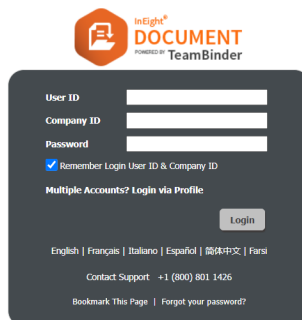 InEight®
DOCUMENT
POWERED BY TeamBinder
User ID
Company ID
Password
Remember Login User ID & Company ID
Multiple Accounts? Login via Profile
Login
English | Français | Italiano | Español | 简体中文 | Farsi
Contact Support +1 (800) 801 1426
Bookmark This Page | Forgot your password?